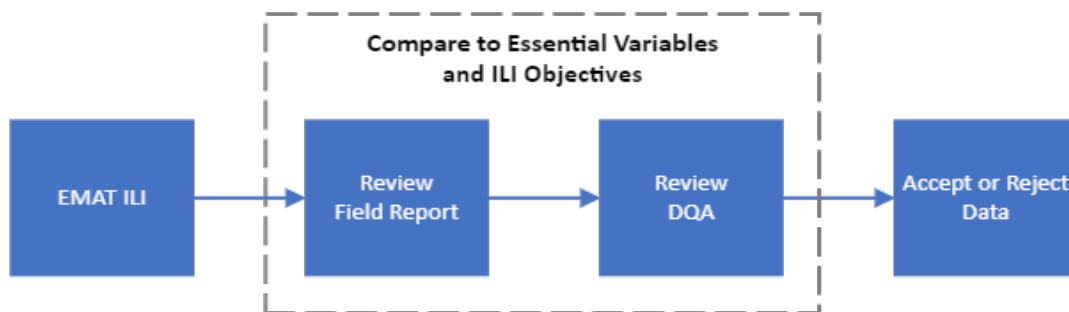 Compare to Essential Variables
and ILI Objectives
EMAT ILI
Review
Field Report
Review
DQA
Accept or Reject
Data